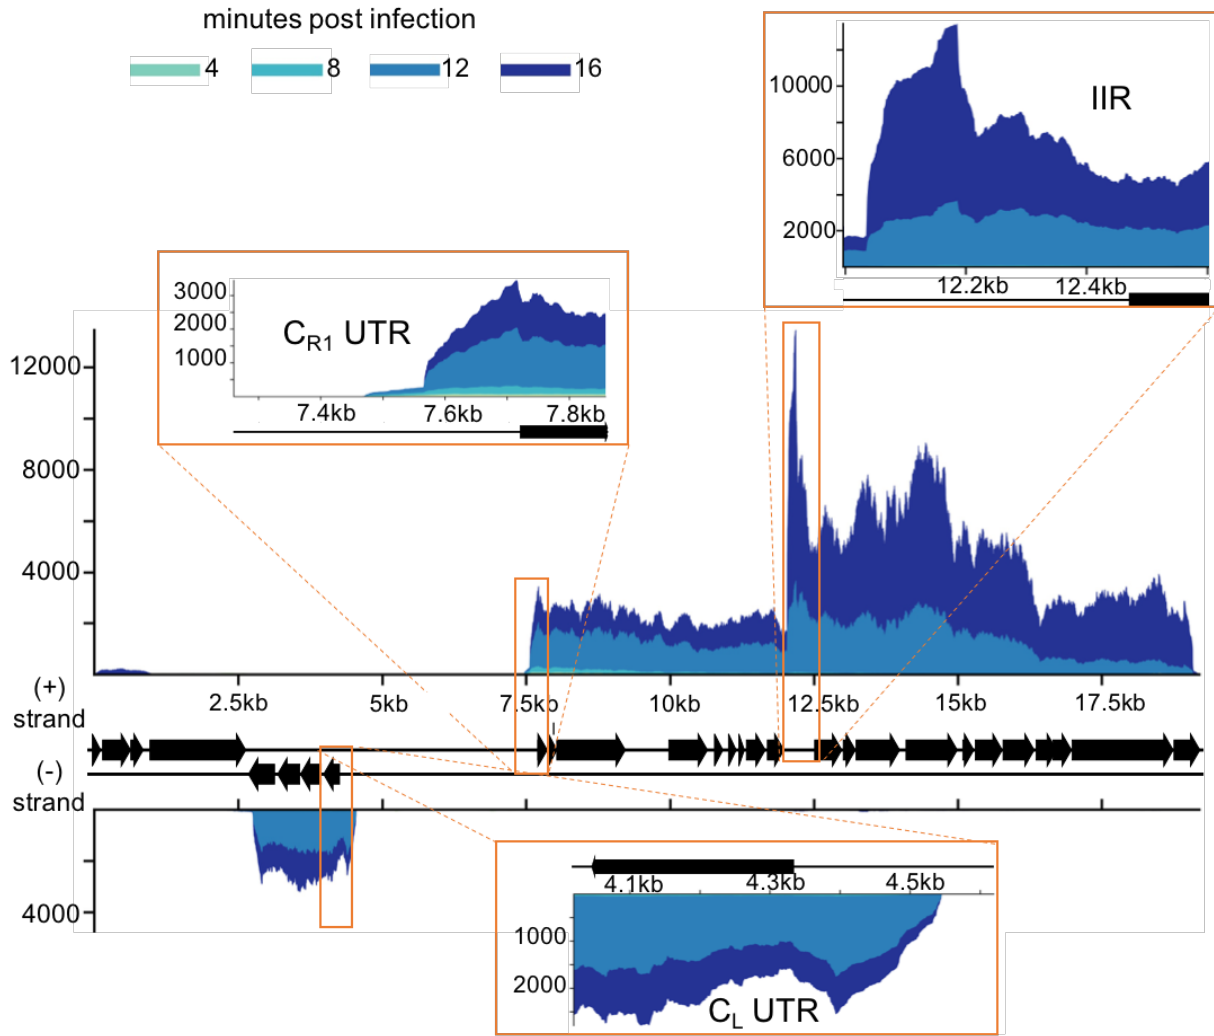 minutes post infection
4 8 12 16
IIR
10000
6000
2000
12.2kb 12.4kb
3000
2000
1000
C_R1 UTR
7.4kb 7.6kb 7.8kb
12000
8000
4000
(+)
strand
2.5kb 5kb 7.5kb 10kb 12.5kb 15kb 17.5kb
(-)
strand
4000
4.1kb 4.3kb 4.5kb
1000
2000
C_L UTR